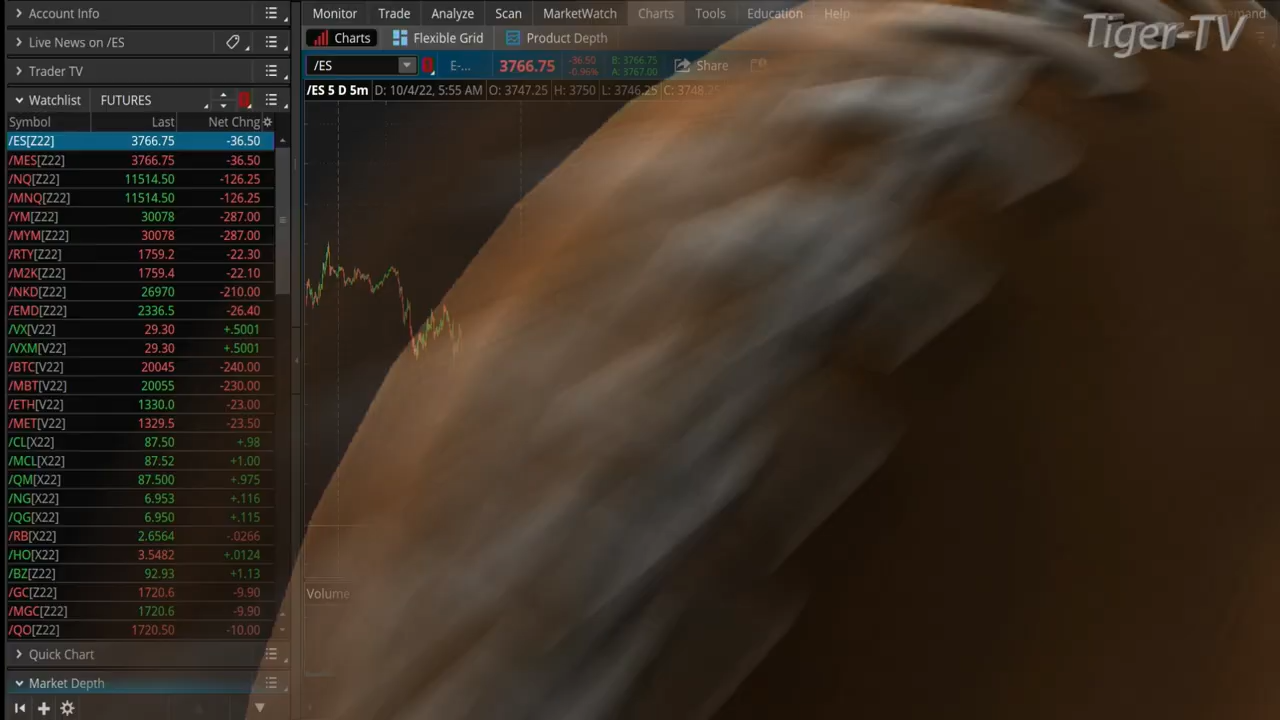 Account Info
Live News on /ES
Trader TV
Watchlist FUTURES
Symbol Last Net Chng
/ES[Z22] 3766.75 -36.50
/MES[Z22] 3766.75 -36.50
/NQ[Z22] 11514.50 -126.25
/MNQ[Z22] 11514.50 -126.25
/YM[Z22] 30078 -287.00
/MYM[Z22] 30078 -287.00
/RTY[Z22] 1759.2 -22.30
/M2K[Z22] 1759.4 -22.10
/NKD[Z22] 26970 -210.00
/EMD[Z22] 2336.5 -26.40
/VX[V22] 29.30 +.5001
/VXM[V22] 29.30 +.5001
/BTC[V22] 20045 -240.00
/MBT[V22] 20055 -230.00
/ETH[V22] 1330.0 -23.00
/MET[V22] 1329.5 -23.50
/CL[X22] 87.50 +.98
/MCL[X22] 87.52 +1.00
/QM[X22] 87.500 +.975
/NG[X22] 6.953 +.116
/QG[X22] 6.950 +.115
/RB[X22] 2.6564 -.0266
/HO[X22] 3.5482 +.0124
/BZ[Z22] 92.93 +1.13
/GC[Z22] 1720.6 -9.90
/MGC[Z22] 1720.6 -9.90
/QO[Z22] 1720.50 -10.00
Quick Chart
Market Depth
Monitor Trade Analyze Scan MarketWatch Charts Tools Education Help
Charts Flexible Grid Product Depth
/ES E-... 3766.75 -36.50 -0.96% B: 3766.75 A: 3767.00 Share
/ES 5 D 5m D: 10/4/22, 5:55 AM O: 3747.25 H: 3750 L: 3746.25 C: 3748.25
Volume
Tiger-TV